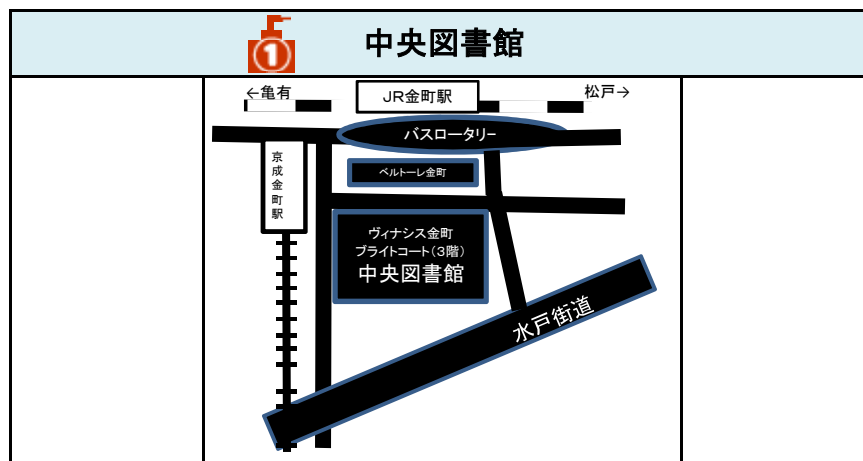 ① 中央図書館
←亀有
JR金町駅
松戸→
バスロータリー
京成金町駅
ベルトーレ金町
ヴィナシス金町
ブライトコート(3階)
中央図書館
水戸街道